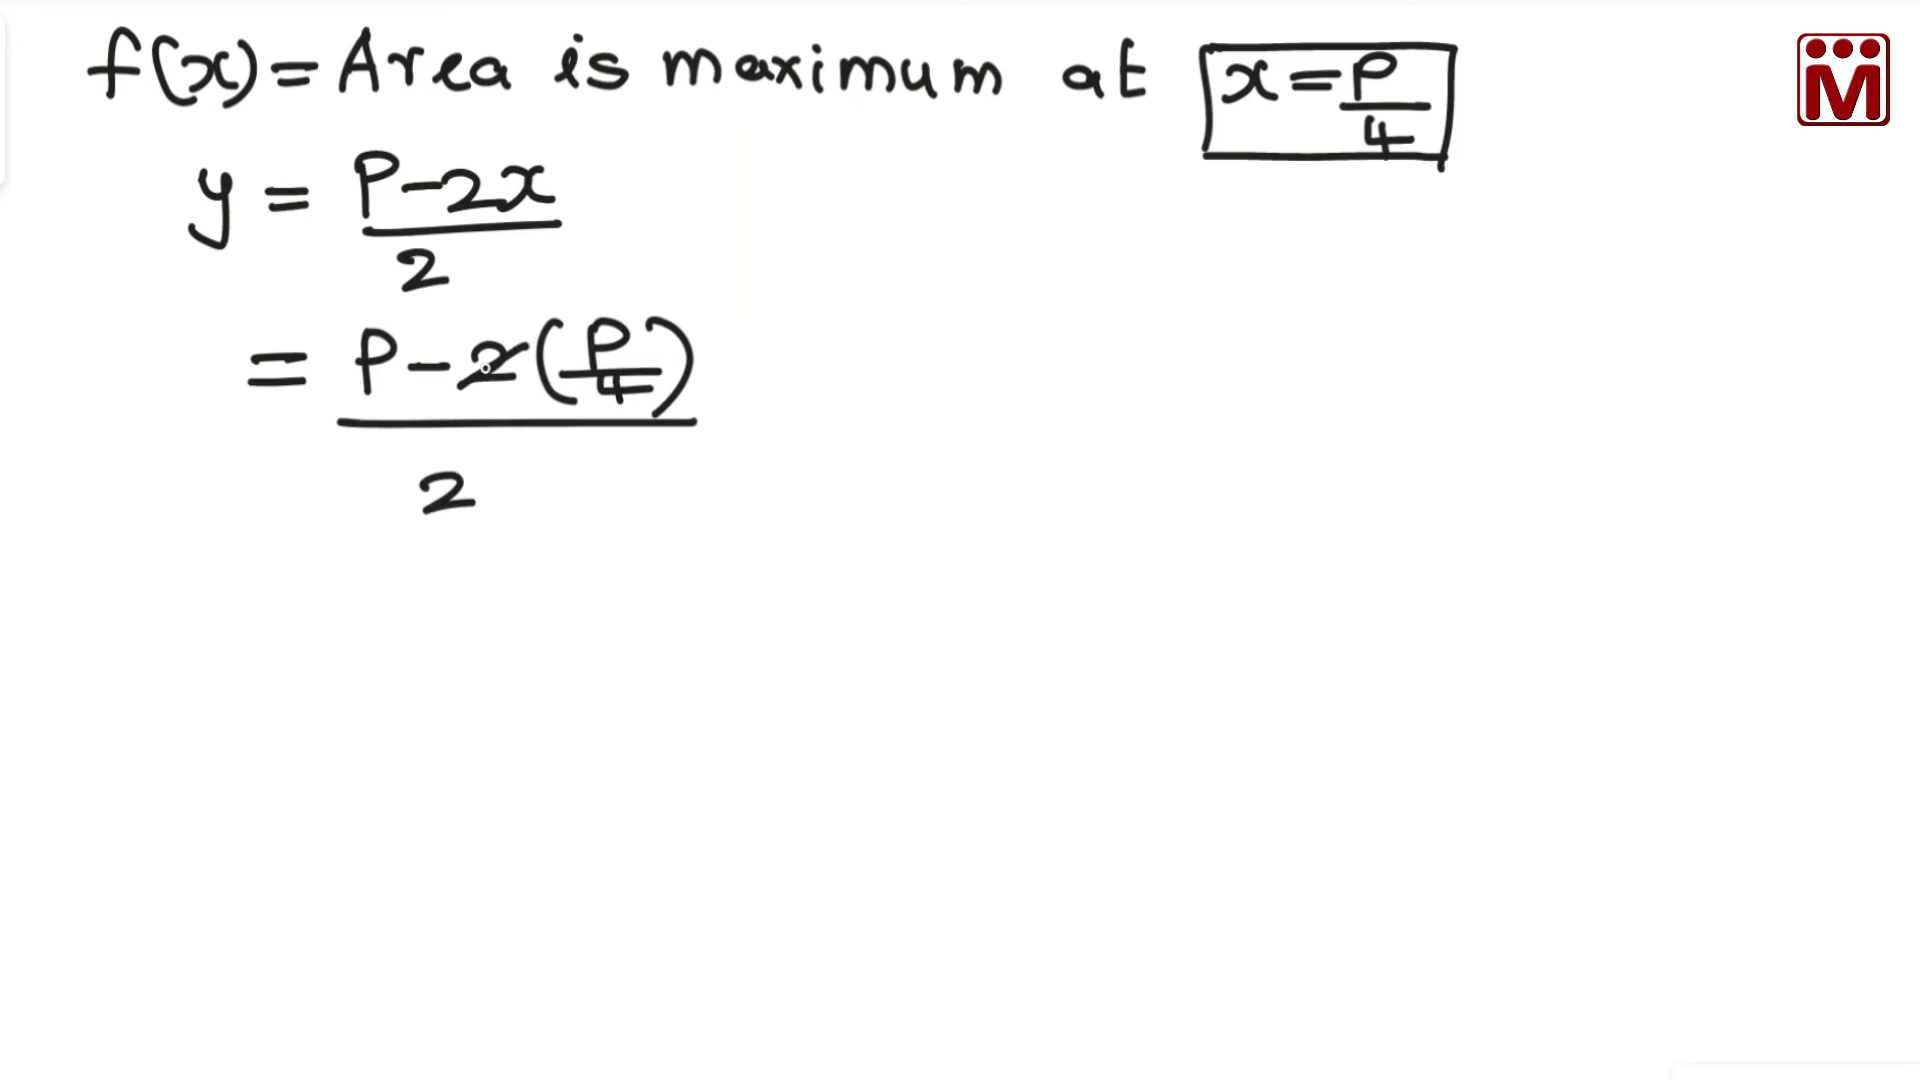 f(x) = Area is maximum at x = P/4
y = P-2x/2
= P-2(P/4)/2
M